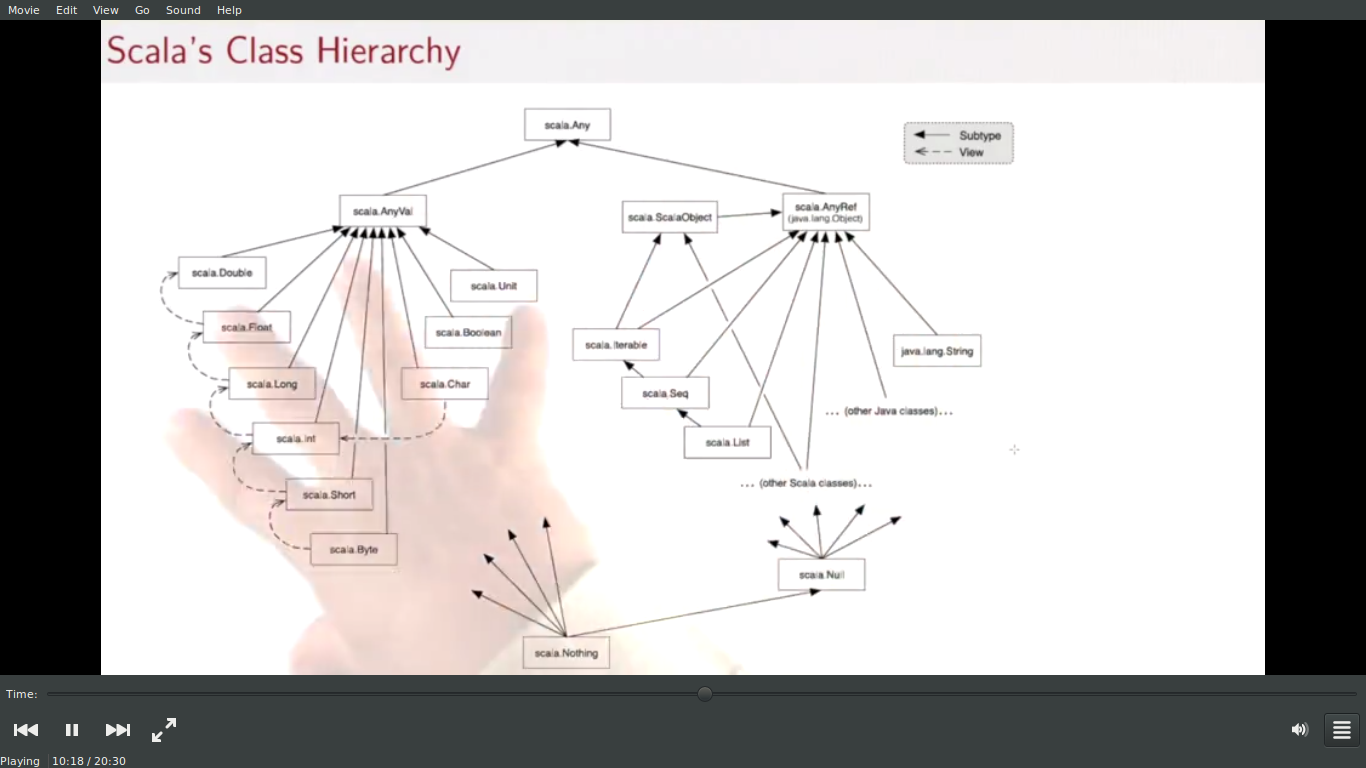 Movie Edit View Go Sound Help
Scala's Class Hierarchy
scala.Any
Subtype
View
scala.AnyVal
scala.ScalaObject
scala.AnyRef
(java.lang.Object)
scala.Double
scala.Unit
scala.Float
scala.Boolean
scala.Iterable
java.lang.String
scala.Long
scala.Char
scala.Seq
... (other Java classes)...
scala.Int
scala.List
... (other Scala classes)...
scala.Short
scala.Byte
scala.Null
scala.Nothing
Time:
Playing 10:18 / 20:30